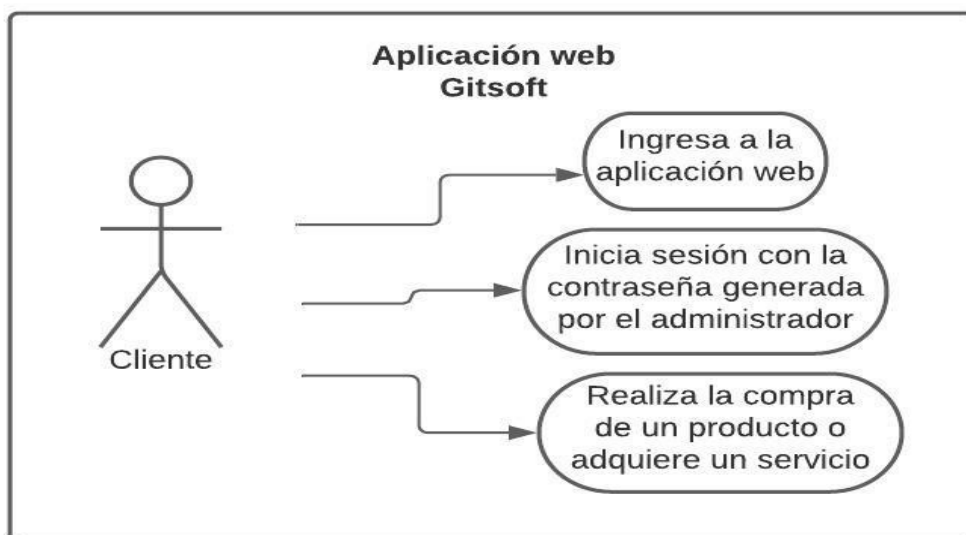 Aplicación web
Gitsoft
Ingresa a la
aplicación web
Inicia sesión con la
contraseña generada
por el administrador
Cliente
Realiza la compra
de un producto o
adquiere un servicio